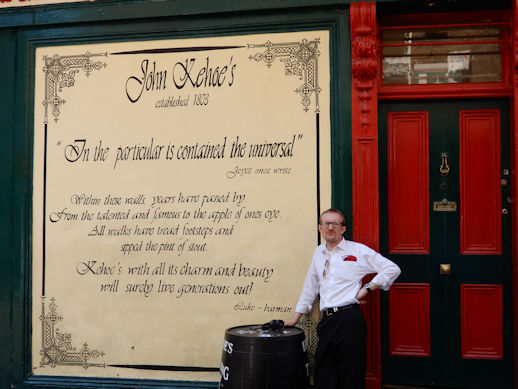 John Kehoe's
established 1803
"In the particular is contained the universal"
Joyce once wrote
Within these walls years have passed by
From the talented and famous to the apple of ones eye.
All walks have tread footsteps and
sipped the pint of stout.
Kehoe's with all its charm and beauty
will surely live generations out!
Luke - barman